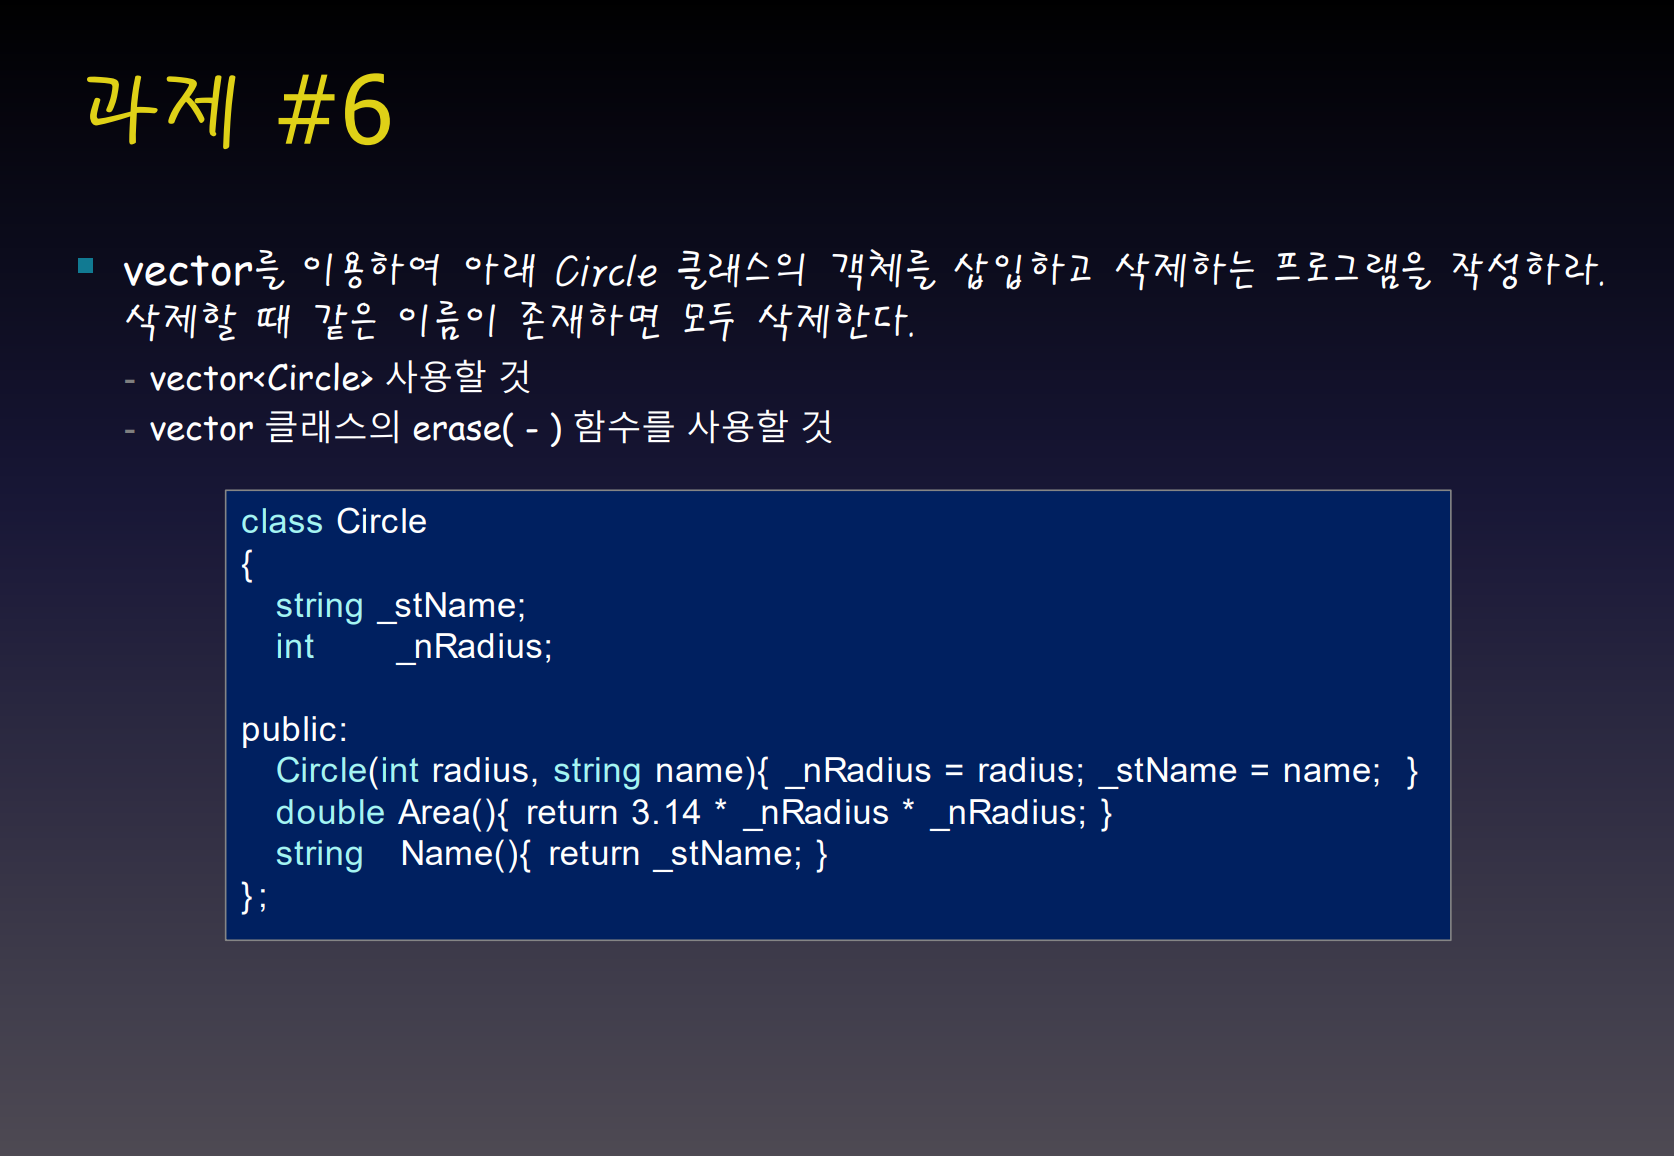 과제 #6
vector를 이용하여 아래 Circle 클래스의 객체를 삽입하고 삭제하는 프로그램을 작성하라.
삭제할 때 같은 이름이 존재하면 모두 삭제한다.
- vector<Circle> 사용할 것
- vector 클래스의 erase( - ) 함수를 사용할 것
class Circle
{
string _stName;
int _nRadius;
public:
Circle(int radius, string name){ _nRadius = radius; _stName = name; }
double Area(){ return 3.14 * _nRadius * _nRadius; }
string Name(){ return _stName; }
};